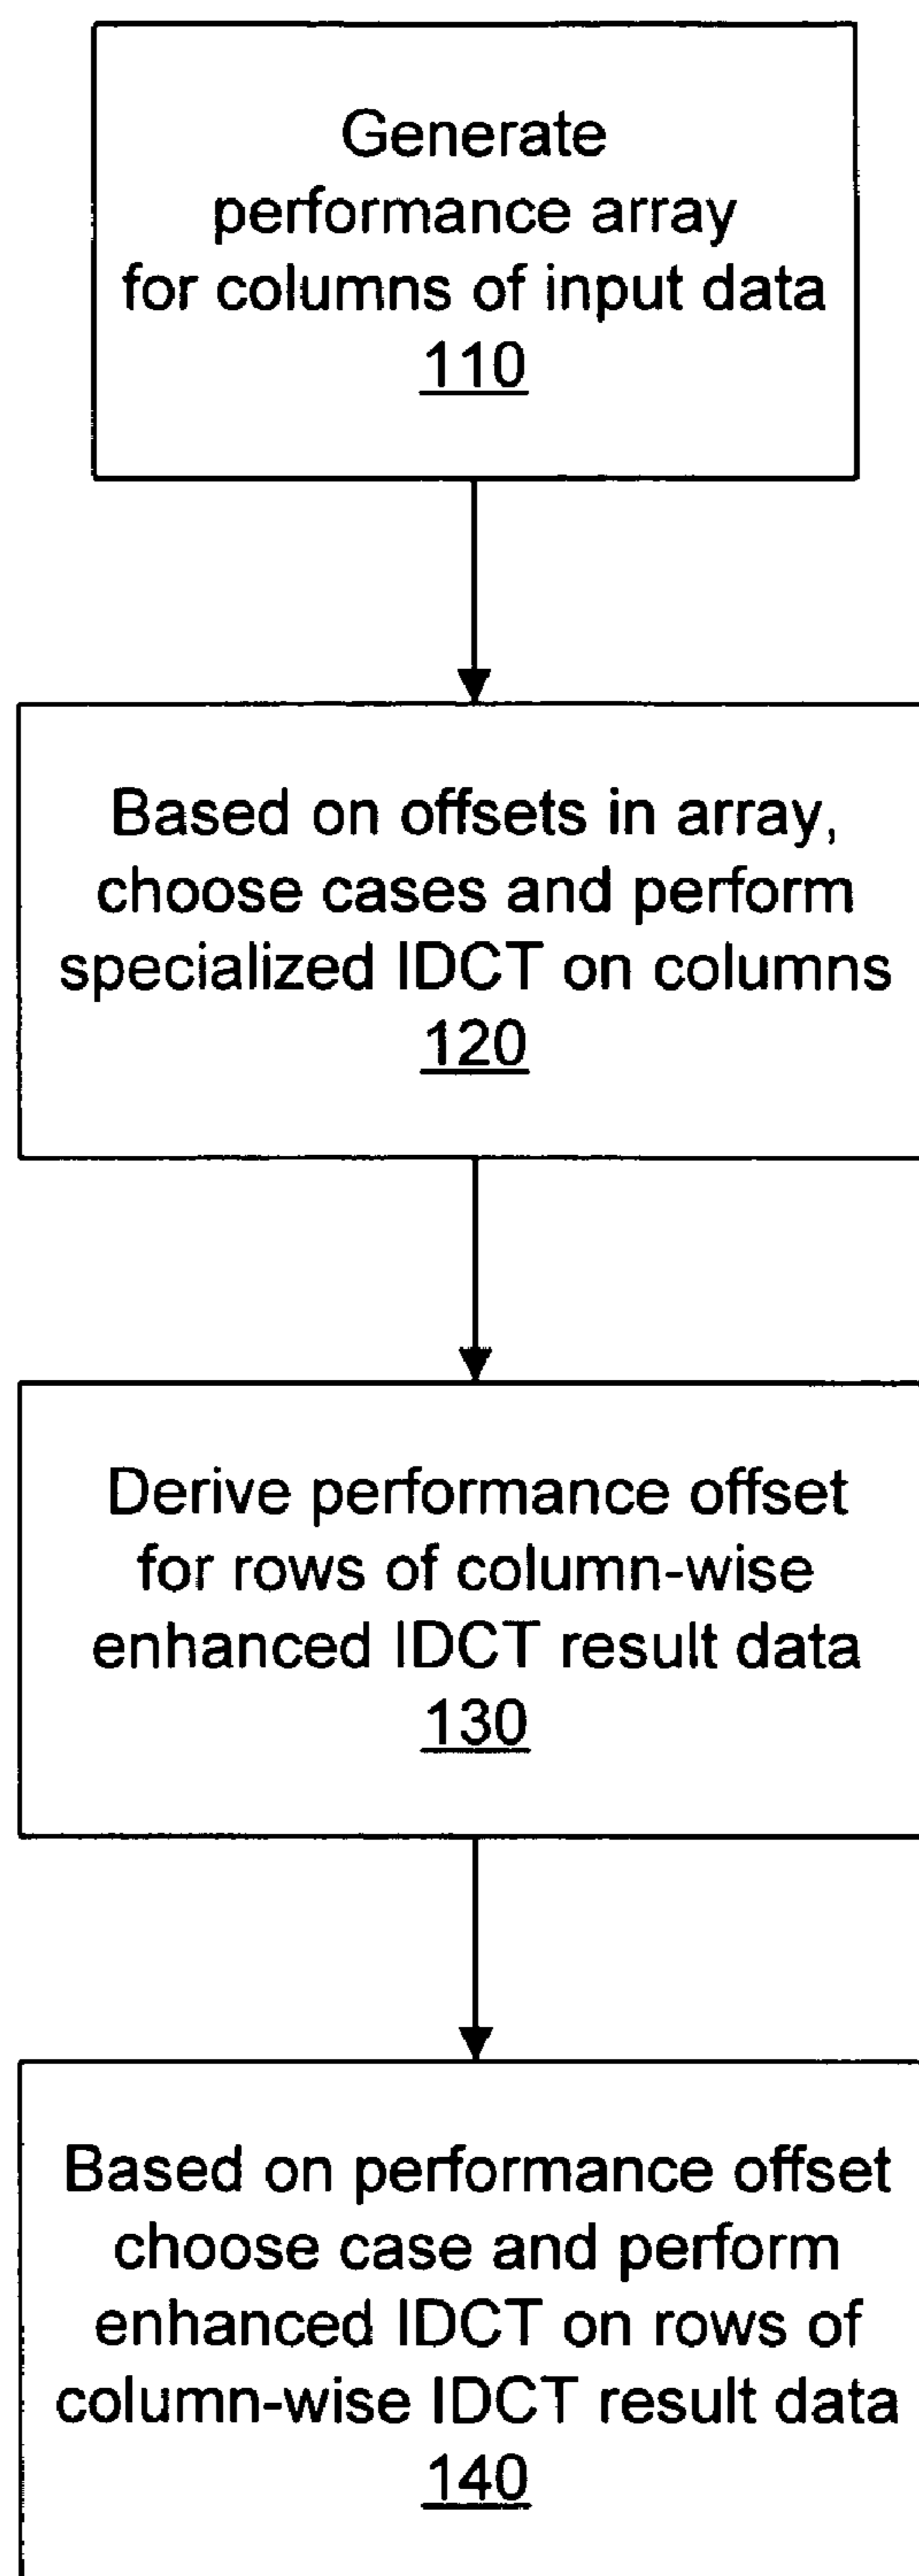 Generate
performance array
for columns of input data
110
Based on offsets in array,
choose cases and perform
specialized IDCT on columns
120
Derive performance offset
for rows of column-wise
enhanced IDCT result data
130
Based on performance offset
choose case and perform
enhanced IDCT on rows of
column-wise IDCT result data
140